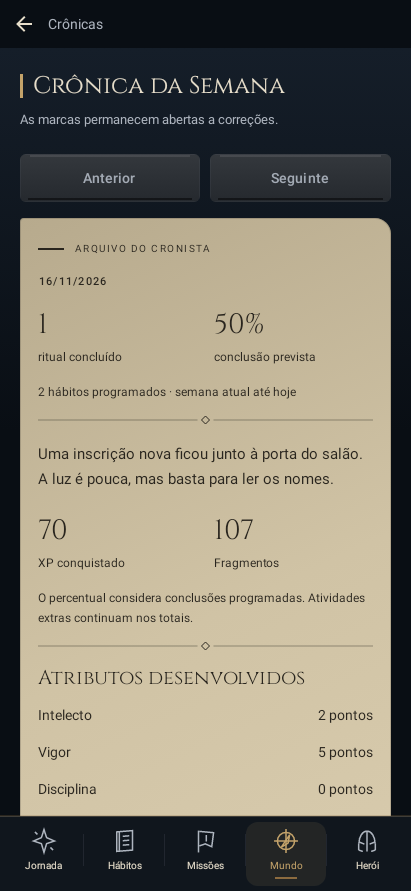 Crônicas
Crônica da Semana
As marcas permanecem abertas a correções.
Anterior
Seguinte
ARQUIVO DO CRONISTA
16/11/2026
1
50%
ritual concluído
conclusão prevista
2 hábitos programados · semana atual até hoje
Uma inscrição nova ficou junto à porta do salão.
A luz é pouca, mas basta para ler os nomes.
70
107
XP conquistado
Fragmentos
O percentual considera conclusões programadas. Atividades
extras continuam nos totais.
Atributos desenvolvidos
Intelecto 2 pontos
Vigor 5 pontos
Disciplina 0 pontos
Jornada
Hábitos
Missões
Mundo
Herói